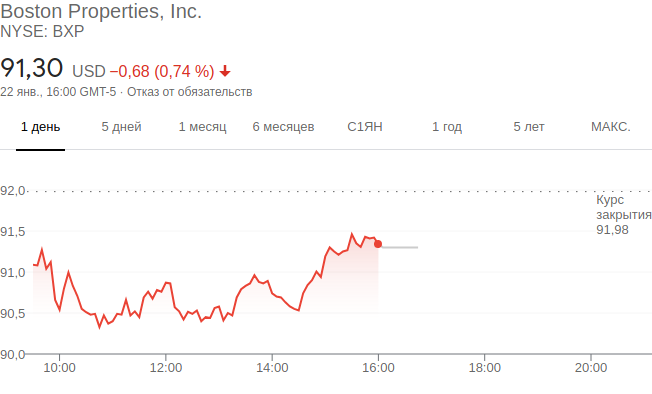 Boston Properties, Inc.
NYSE: BXP
91,30 USD −0,68 (0,74 %)
22 янв., 16:00 GMT-5 · Отказ от обязательств
1 день 5 дней 1 месяц 6 месяцев С1ЯН 1 год 5 лет МАКС.
92,0
Курс
закрытия
91,98
91,5
91,0
90,5
90,0
10:00 12:00 14:00 16:00 18:00 20:00